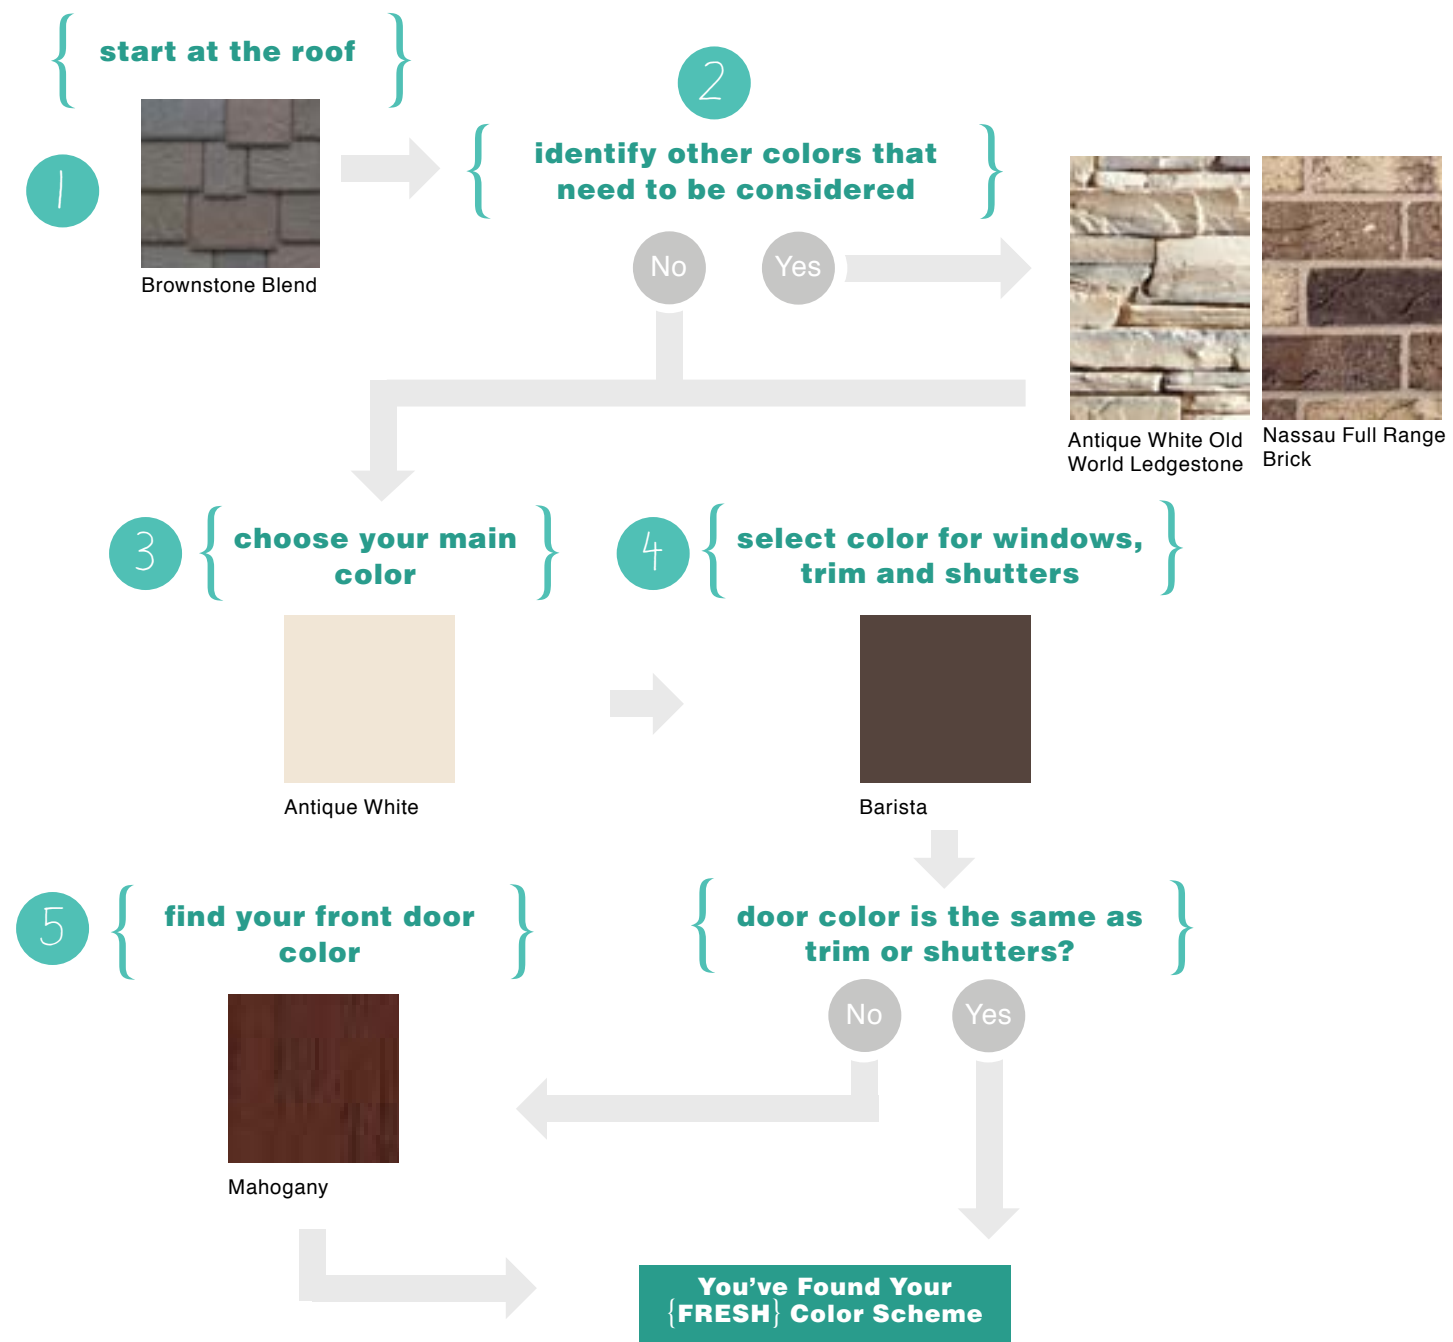 start at the roof
1
Brownstone Blend
2
identify other colors that
need to be considered
No
Yes
Antique White Old
World Ledgestone
Nassau Full Range
Brick
3
choose your main
color
Antique White
4
select color for windows,
trim and shutters
Barista
door color is the same as
trim or shutters?
No
Yes
5
find your front door
color
Mahogany
You've Found Your
{FRESH} Color Scheme